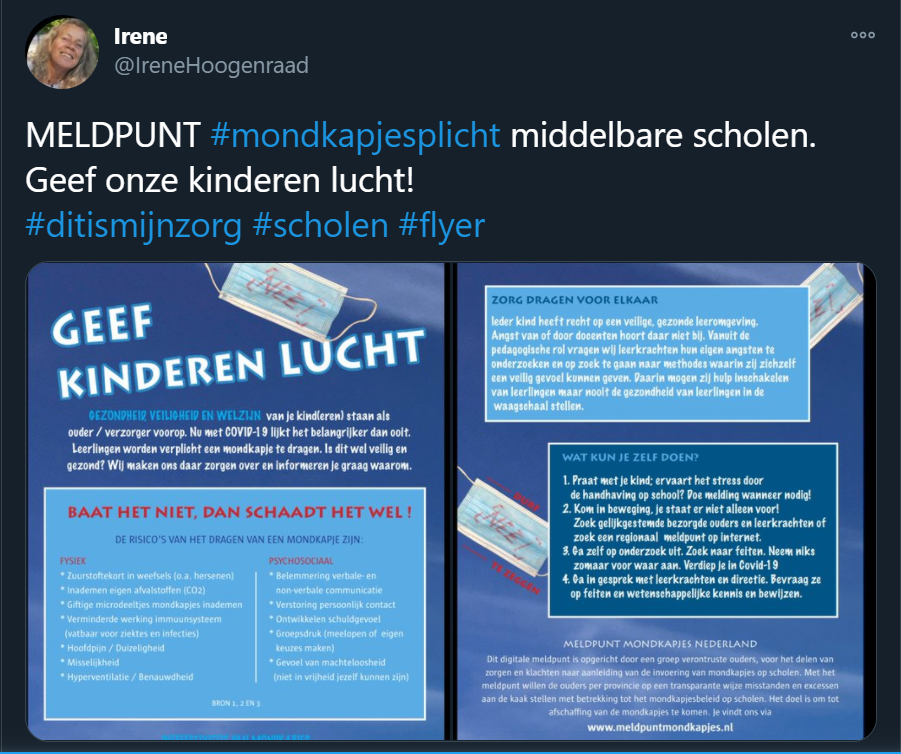 Irene
@IreneHoogenraad
MELDPUNT #mondkapjesplicht middelbare scholen.
Geef onze kinderen lucht!
#ditismijnzorg #scholen #flyer
NEE!
GEEF
KINDEREN LUCHT
GEZONDHEID, VEILIGHEID EN WELZIJN van je kind(eren) staan als
ouder / verzorger voorop. Nu met COVID-19 lijkt het belangrijker dan ooit.
Leerlingen worden verplicht een mondkapje te dragen. Is dit wel veilig en
gezond? Wij maken ons daar zorgen over en informeren je graag waarom.
BAAT HET NIET, DAN SCHAADT HET WEL !
DE RISICO'S VAN HET DRAGEN VAN EEN MONDKAPJE ZIJN:
FYSIEK
* Zuurstoftekort in weefsels (o.a. hersenen)
* Inademen eigen afvalstoffen (CO2)
* Giftige microdeeltjes mondkapjes inademen
* Verminderde werking immuunsysteem
(vatbaar voor ziektes en infecties)
* Hoofdpijn / Duizeligheid
* Misselijkheid
* Hyperventilatie / Benauwdheid
PSYCHOSOCIAAL
* Belemmering verbale- en
non-verbale communicatie
* Verstoring persoonlijk contact
* Ontwikkelen schuldgevoel
* Groepsdruk (meelopen of eigen
keuzes maken)
* Gevoel van machteloosheid
(niet in vrijheid jezelf kunnen zijn)
BRON 1, 2 EN 3
ZORG DRAGEN VOOR ELKAAR
Ieder kind heeft recht op een veilige, gezonde leeromgeving.
Angst van of door docenten hoort daar niet bij. Vanuit de
pedagogische rol vragen wij leerkrachten hun eigen angsten te
onderzoeken en op zoek te gaan naar methodes waarin zij zichzelf
een veilig gevoel kunnen geven. Daarin mogen zij hulp inschakelen
van leerlingen maar nooit de gezondheid van leerlingen in de
waagschaal stellen.
WAT KUN JE ZELF DOEN?
1. Praat met je kind; ervaart het stress door
de handhaving op school? Doe melding wanneer nodig!
2. Kom in beweging, je staat er niet alleen voor!
Zoek gelijkgestemde bezorgde ouders en leerkrachten of
zoek een regionaal meldpunt op internet.
3. Ga zelf op onderzoek uit. Zoek naar feiten. Neem niks
zomaar voor waar aan. Verdiep je in Covid-19
4. Ga in gesprek met leerkrachten en directie. Bevraag ze
op feiten en wetenschappelijke kennis en bewijzen.
NEE!
TE ZEGGEN
MELDPUNT MONDKAPJES NEDERLAND
Dit digitale meldpunt is opgericht door een groep verontruste ouders, voor het delen van
zorgen en klachten naar aanleiding van de invoering van mondkapjes op scholen. Met het
meldpunt willen de ouders per provincie op een transparante wijze misstanden en excessen
aan de kaak stellen met betrekking tot het mondkapjesbeleid op scholen. Het doel is om tot
afschaffing van de mondkapjes te komen. Je vindt ons via
www.meldpuntmondkapjes.nl